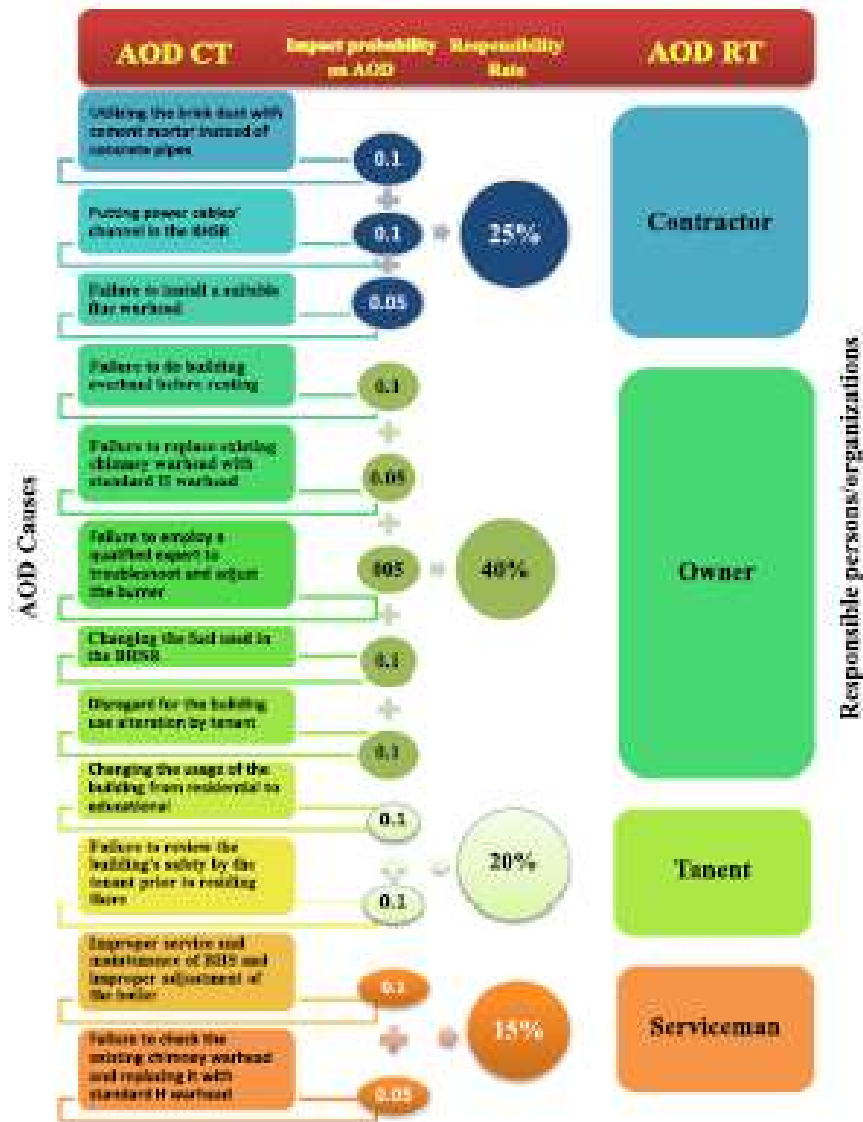 AOD CT
Impact probability
on AOD
Responsibility
Rate
AOD RT
Utilizing the brick dust with
cement mortar instead of
concrete pipes
0.1
Putting power cables'
channel in the BHSR
0.1
25%
Contractor
Failure to install a suitable
flue warhead
0.05
Failure to do building
overhead before renting
0.1
Failure to replace existing
chimney warhead with
standard H warhead
0.05
Failure to employ a
qualified expert to
troubleshoot and adjust
the burner
005
40%
Owner
Changing the fuel used in
the BHSR
0.1
Disregard for the building
use alteration by tenant
0.1
Changing the usage of the
building from residential to
educational
0.1
Failure to review the
building's safety by the
tenant prior to residing
there
0.1
20%
Tanent
Improper service and
maintenance of BHS and
improper adjustment of
the boiler
0.1
15%
Serviceman
Failure to check the
existing chimney warhead
and replacing it with
standard H warhead
0.05
AOD Causes
Responsible persons/organizations